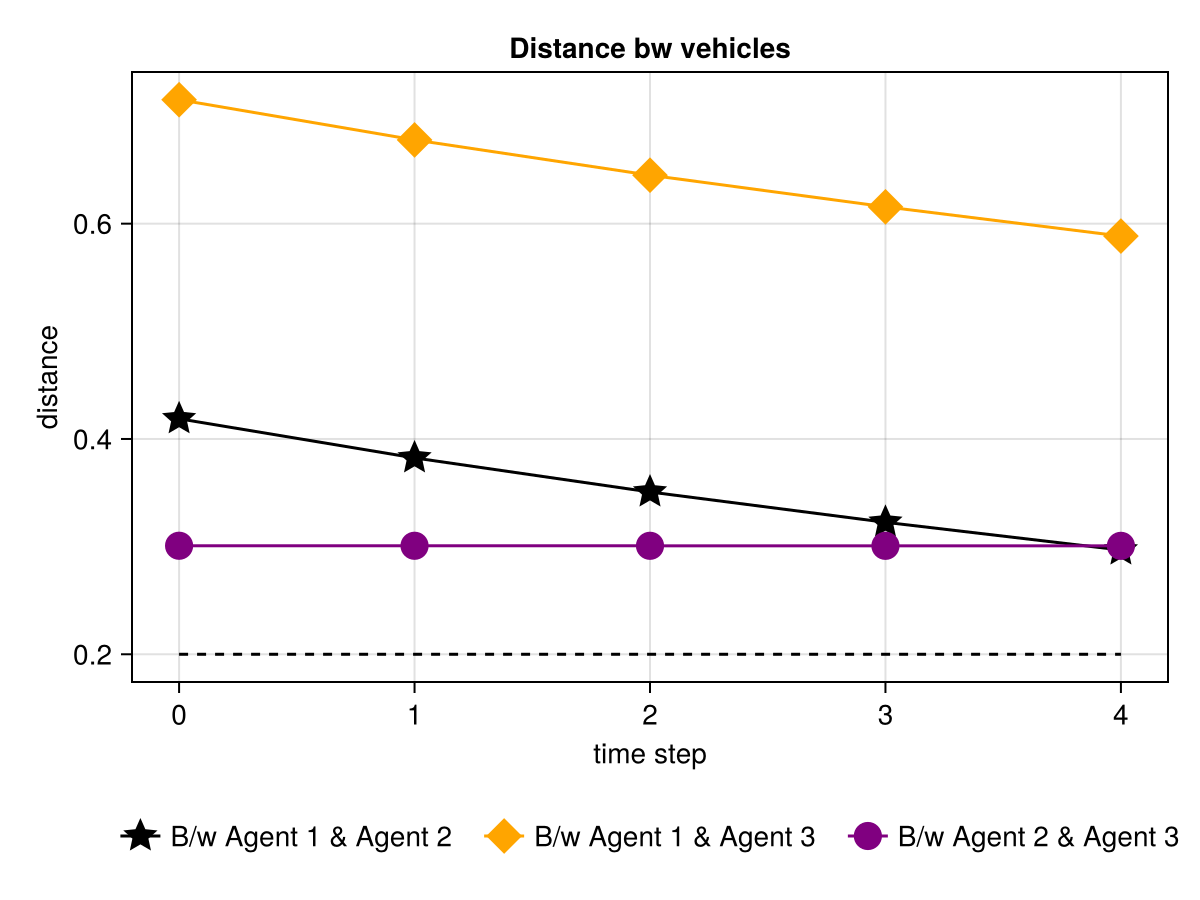 Distance bw vehicles
distance
0.6
0.4
0.2
0 1 2 3 4
time step
B/w Agent 1 & Agent 2 B/w Agent 1 & Agent 3 B/w Agent 2 & Agent 3